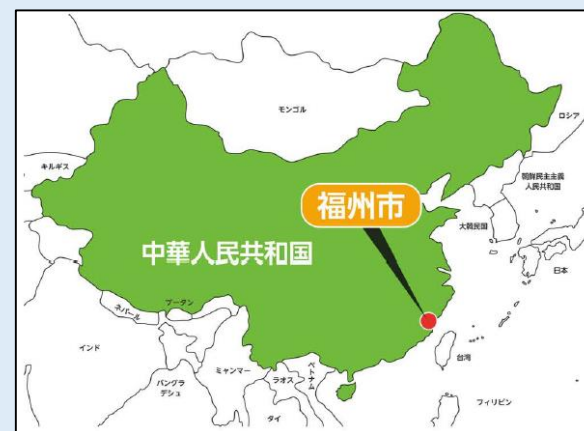 モンゴル
ロシア
キルギス
朝鮮民主主義
人民共和国
福州市
大韓民国
中華人民共和国
日本
ネパール
ブータン
インド
台湾
ミャンマー
ラオス
ベトナム
バングラ
デシュ
タイ
フィリピン